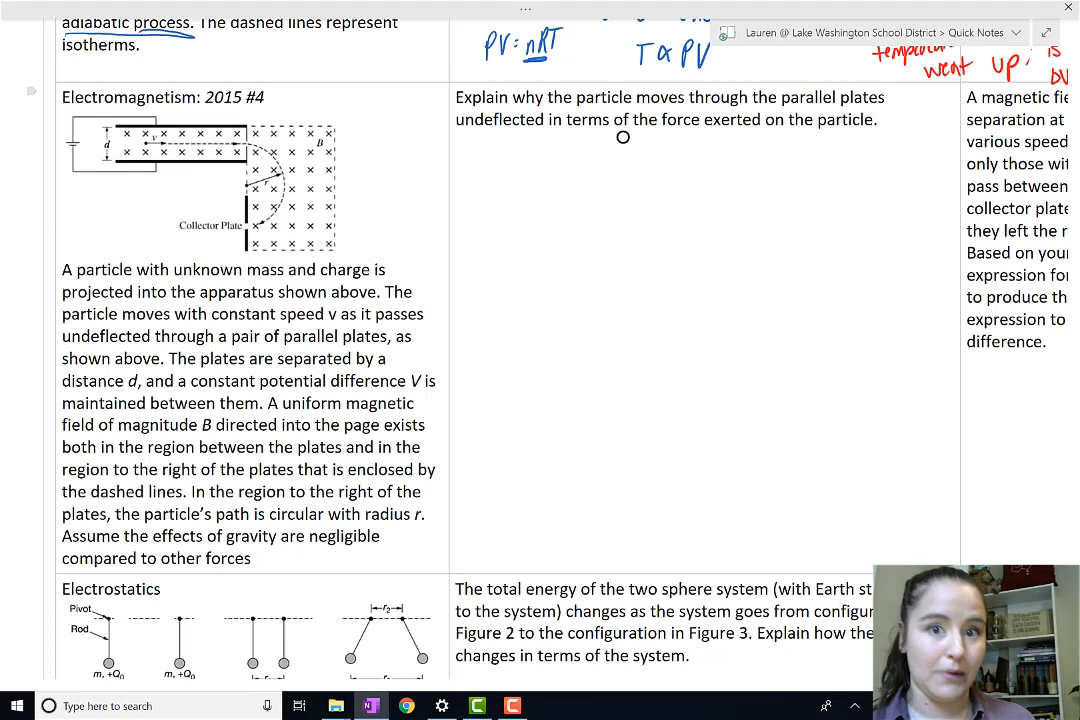 ...
adiabatic process. The dashed lines represent
isotherms.
PV = nRT
T ∝ PV
Lauren @ Lake Washington School District > Quick Notes
temperature
went up, is
Electromagnetism: 2015 #4
d
v
B
r
Collector Plate
A particle with unknown mass and charge is
projected into the apparatus shown above. The
particle moves with constant speed v as it passes
undeflected through a pair of parallel plates, as
shown above. The plates are separated by a
distance d, and a constant potential difference V is
maintained between them. A uniform magnetic
field of magnitude B directed into the page exists
both in the region between the plates and in the
region to the right of the plates that is enclosed by
the dashed lines. In the region to the right of the
plates, the particle's path is circular with radius r.
Assume the effects of gravity are negligible
compared to other forces
Explain why the particle moves through the parallel plates
undeflected in terms of the force exerted on the particle.
A magnetic fie
separation at
various speed
only those wit
pass between
collector plate
they left the r
Based on your
expression for
to produce th
expression to
difference.
Electrostatics
Pivot
Rod
m, +Q₀
m, +Q₀
r₂
The total energy of the two sphere system (with Earth st
to the system) changes as the system goes from configur
Figure 2 to the configuration in Figure 3. Explain how the
changes in terms of the system.
Type here to search